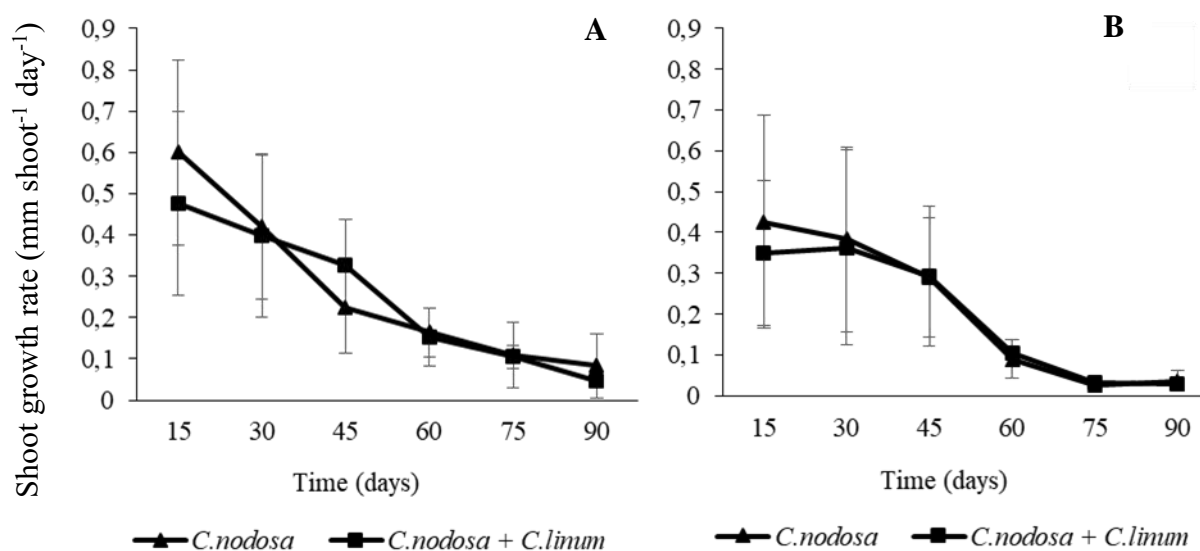 Shoot growth rate (mm shoot⁻¹ day⁻¹)
A
0,9
0,8
0,7
0,6
0,5
0,4
0,3
0,2
0,1
0
15 30 45 60 75 90
Time (days)
C.nodosa C.nodosa + C.linum
B
0,9
0,8
0,7
0,6
0,5
0,4
0,3
0,2
0,1
0
15 30 45 60 75 90
Time (days)
C.nodosa C.nodosa + C.linum